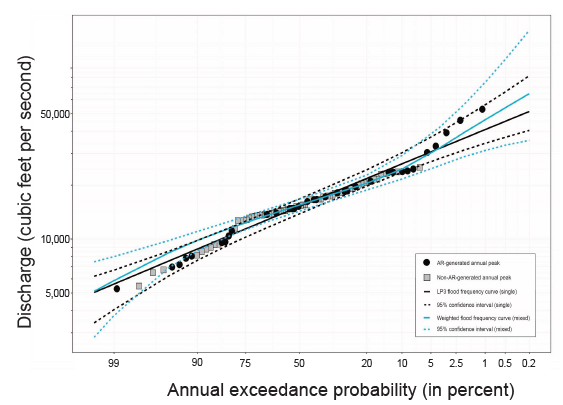 Discharge (cubic feet per second)
50,000
10,000
5,000
AR-generated annual peak
Non-AR-generated annual peak
LP3 flood frequency curve (single)
95% confidence interval (single)
Weighted flood frequency curve (mixed)
95% confidence interval (mixed)
99 90 75 50 20 10 5 2.5 1 0.5 0.2
Annual exceedance probability (in percent)